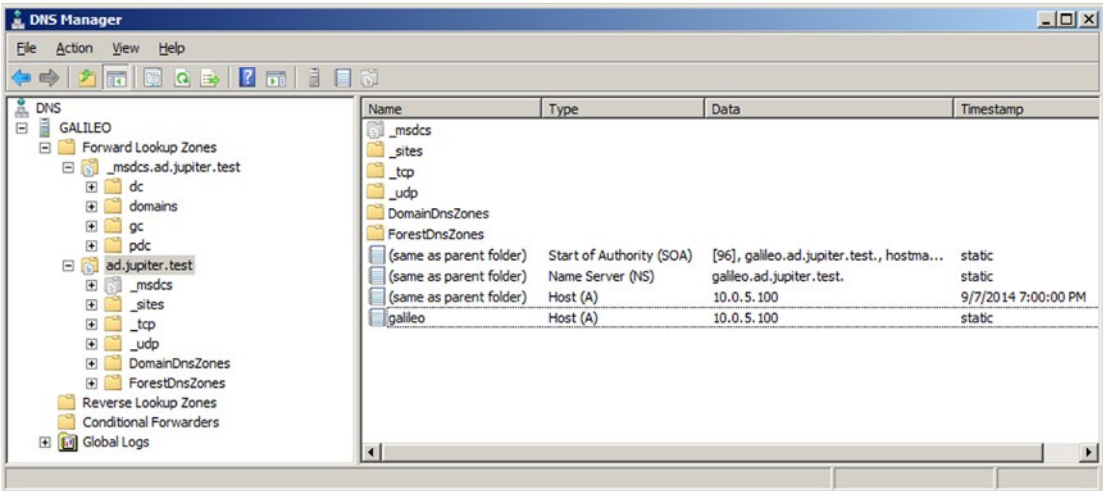 DNS Manager
File Action View Help
DNS
GALILEO
Forward Lookup Zones
_msdcs.ad.jupiter.test
dc
domains
gc
pdc
ad.jupiter.test
_msdcs
_sites
_tcp
_udp
DomainDnsZones
ForestDnsZones
Reverse Lookup Zones
Conditional Forwarders
Global Logs
Name Type Data Timestamp
_msdcs
_sites
_tcp
_udp
DomainDnsZones
ForestDnsZones
(same as parent folder) Start of Authority (SOA) [96], galileo.ad.jupiter.test., hostma... static
(same as parent folder) Name Server (NS) galileo.ad.jupiter.test. static
(same as parent folder) Host (A) 10.0.5.100 9/7/2014 7:00:00 PM
galileo Host (A) 10.0.5.100 static